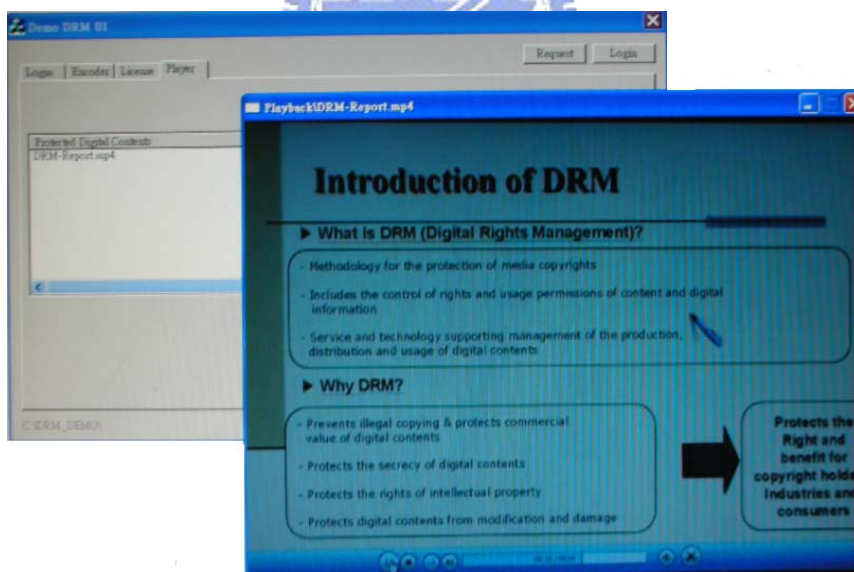 Demo DRM UI
Request Login
Login Encoder License Player
Protected Digital Contents
DRM-Report.mp4
C:\DRM_DEMO\
Playback\DRM-Report.mp4
Introduction of DRM
▶ What is DRM (Digital Rights Management)?
- Methodology for the protection of media copyrights
- Includes the control of rights and usage permissions of content and digital
information
- Service and technology supporting management of the production,
distribution and usage of digital contents
▶ Why DRM?
- Prevents illegal copying & protects commercial
value of digital contents
- Protects the secrecy of digital contents
- Protects the rights of intellectual property
- Protects digital contents from modification and damage
Protects the
Right and
benefit for
copyright holde
Industries and
consumers